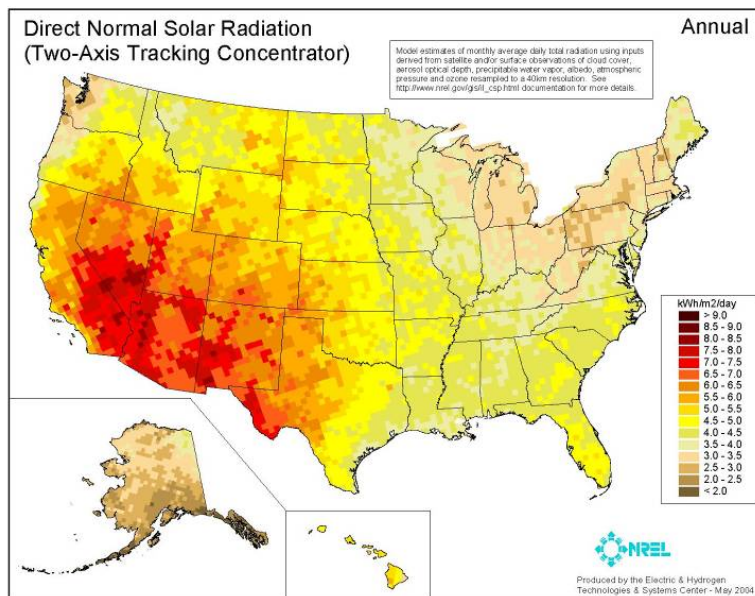 Direct Normal Solar Radiation
(Two-Axis Tracking Concentrator)
Annual
Model estimates of monthly average daily total radiation using inputs
derived from satellite and/or surface observations of cloud cover,
aerosol optical depth, precipitable water vapor, albedo, atmospheric
pressure and ozone resampled to a 40km resolution. See
http://www.nrel.gov/gis/il_csp.html documentation for more details.
kWh/m2/day
> 9.0
8.5 - 9.0
8.0 - 8.5
7.5 - 8.0
7.0 - 7.5
6.5 - 7.0
6.0 - 6.5
5.5 - 6.0
5.0 - 5.5
4.5 - 5.0
4.0 - 4.5
3.5 - 4.0
3.0 - 3.5
2.5 - 3.0
2.0 - 2.5
< 2.0
NREL
Produced by the Electric & Hydrogen
Technologies & Systems Center - May 2004